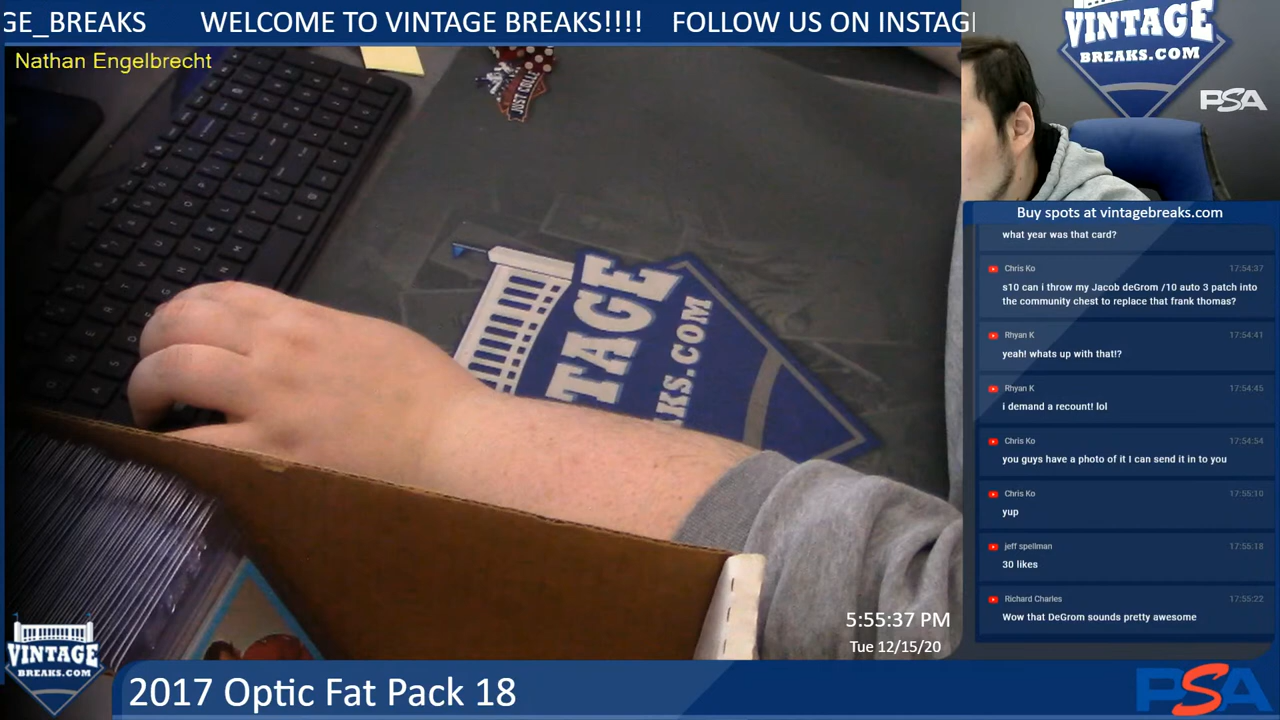 GE_BREAKS WELCOME TO VINTAGE BREAKS!!!! FOLLOW US ON INSTAG
Nathan Engelbrecht
JUST COLL
TAGE
KS.COM
VINTAGE
BREAKS.COM
PSA
Buy spots at vintagebreaks.com
what year was that card?
Chris Ko 17:54:37
s10 can i throw my Jacob deGrom /10 auto 3 patch into
the community chest to replace that frank thomas?
Rhyan K 17:54:41
yeah! whats up with that!?
Rhyan K 17:54:45
i demand a recount! lol
Chris Ko 17:54:54
you guys have a photo of it I can send it in to you
Chris Ko 17:55:10
yup
jeff spellman 17:55:18
30 likes
Richard Charles 17:55:22
Wow that DeGrom sounds pretty awesome
5:55:37 PM
Tue 12/15/20
VINTAGE
BREAKS.COM
2017 Optic Fat Pack 18
PSA